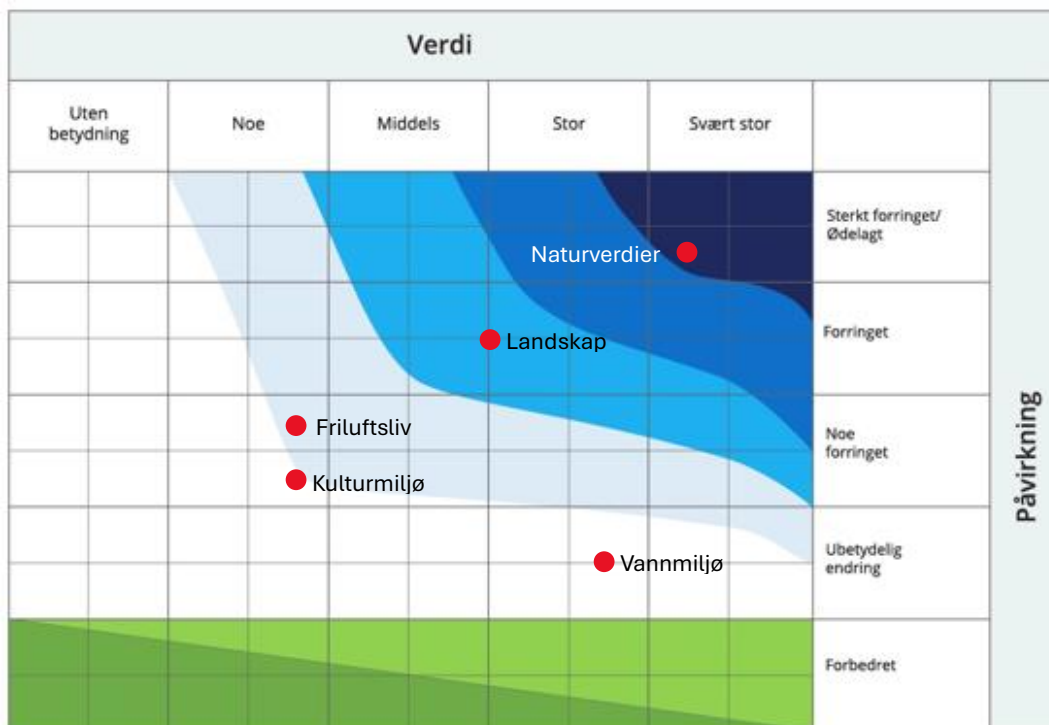 Verdi
Uten
betydning
Noe
Middels
Stor
Svært stor
Sterkt forringet/
Ødelagt
Naturverdier
Forringet
Landskap
Påvirkning
Noe
forringet
Friluftsliv
Kulturmiljø
Ubetydelig
endring
Vannmiljø
Forbedret